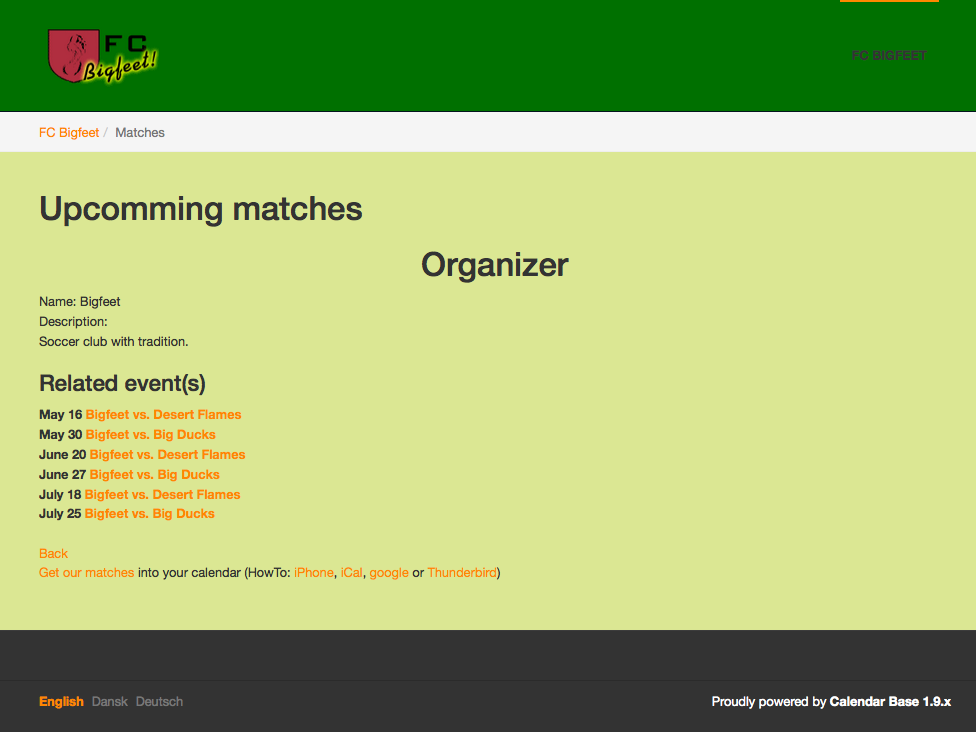 FC
Bigfeet!
FC BIGFEET
FC Bigfeet / Matches
Upcomming matches
Organizer
Name: Bigfeet
Description:
Soccer club with tradition.
Related event(s)
May 16 Bigfeet vs. Desert Flames
May 30 Bigfeet vs. Big Ducks
June 20 Bigfeet vs. Desert Flames
June 27 Bigfeet vs. Big Ducks
July 18 Bigfeet vs. Desert Flames
July 25 Bigfeet vs. Big Ducks
Back
Get our matches into your calendar (HowTo: iPhone, iCal, google or Thunderbird)
English Dansk Deutsch
Proudly powered by Calendar Base 1.9.x